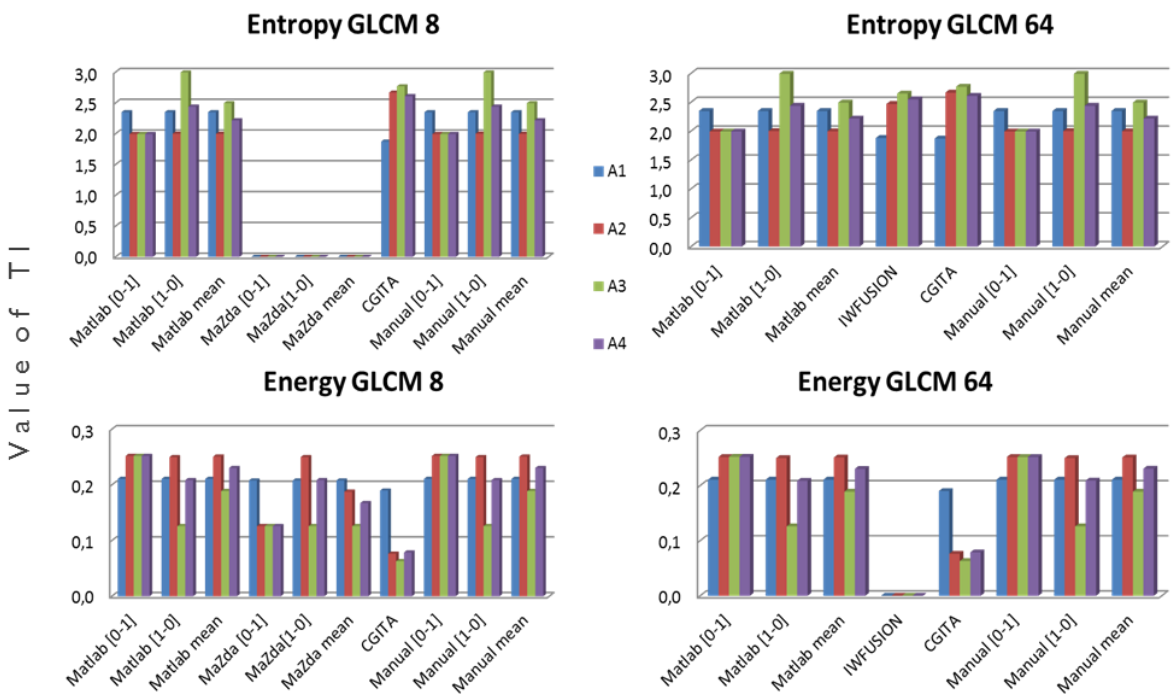 Entropy GLCM 8
3,0
2,5
2,0
1,5
1,0
0,5
0,0
Matlab [0-1]
Matlab [1-0]
Matlab mean
MaZda [0-1]
MaZda[1-0]
MaZda mean
CGITA
Manual [0-1]
Manual [1-0]
Manual mean
Entropy GLCM 64
3,0
2,5
2,0
1,5
1,0
0,5
0,0
Matlab [0-1]
Matlab [1-0]
Matlab mean
IWFUSION
CGITA
Manual [0-1]
Manual [1-0]
Manual mean
A1
A2
A3
A4
Value of TI
Energy GLCM 8
0,3
0,2
0,1
0,0
Matlab [0-1]
Matlab [1-0]
Matlab mean
MaZda [0-1]
MaZda[1-0]
MaZda mean
CGITA
Manual [0-1]
Manual [1-0]
Manual mean
Energy GLCM 64
0,3
0,2
0,1
0,0
Matlab [0-1]
Matlab [1-0]
Matlab mean
IWFUSION
CGITA
Manual [0-1]
Manual [1-0]
Manual mean